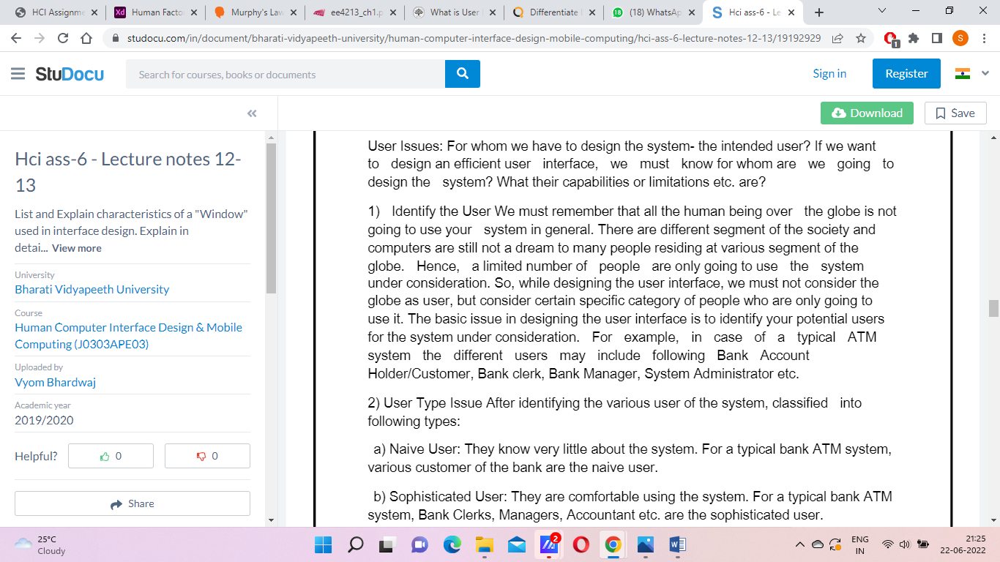 HCI Assignm
Human Facto
Murphy's Law
ee4213_ch1.p
What is User
Differentiate
(18) WhatsAp
Hci ass-6 - Le
studocu.com/in/document/bharati-vidyapeeth-university/human-computer-interface-design-mobile-computing/hci-ass-6-lecture-notes-12-13/19192929
StuDocu
Search for courses, books or documents
Sign in
Register
Download
Save
Hci ass-6 - Lecture notes 12-
13
List and Explain characteristics of a "Window"
used in interface design. Explain in
detai... View more
University
Bharati Vidyapeeth University
Course
Human Computer Interface Design & Mobile
Computing (J0303APE03)
Uploaded by
Vyom Bhardwaj
Academic year
2019/2020
Helpful? 0 0
Share
User Issues: For whom we have to design the system- the intended user? If we want
to design an efficient user interface, we must know for whom are we going to
design the system? What their capabilities or limitations etc. are?
1) Identify the User We must remember that all the human being over the globe is not
going to use your system in general. There are different segment of the society and
computers are still not a dream to many people residing at various segment of the
globe. Hence, a limited number of people are only going to use the system
under consideration. So, while designing the user interface, we must not consider the
globe as user, but consider certain specific category of people who are only going to
use it. The basic issue in designing the user interface is to identify your potential users
for the system under consideration. For example, in case of a typical ATM
system the different users may include following Bank Account
Holder/Customer, Bank clerk, Bank Manager, System Administrator etc.
2) User Type Issue After identifying the various user of the system, classified into
following types:
a) Naive User: They know very little about the system. For a typical bank ATM system,
various customer of the bank are the naive user.
b) Sophisticated User: They are comfortable using the system. For a typical bank ATM
system, Bank Clerks, Managers, Accountant etc. are the sophisticated user.
25°C
Cloudy
2
ENG
IN
21:25
22-06-2022